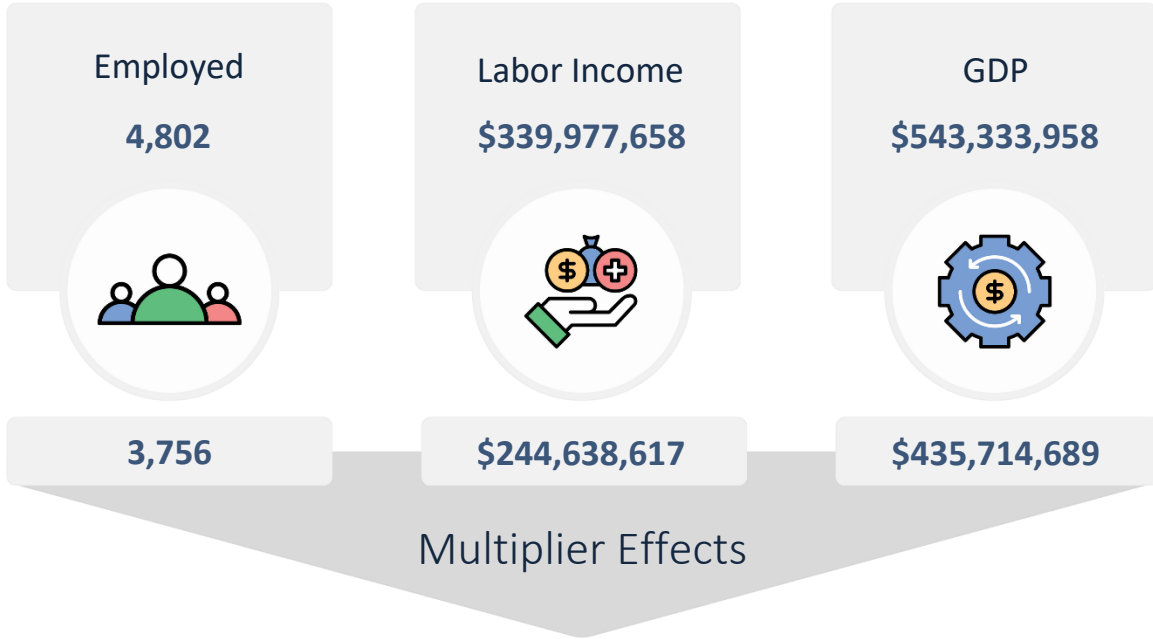 Employed
4,802
Labor Income
$339,977,658
GDP
$543,333,958
$
$
3,756
$244,638,617
$435,714,689
Multiplier Effects